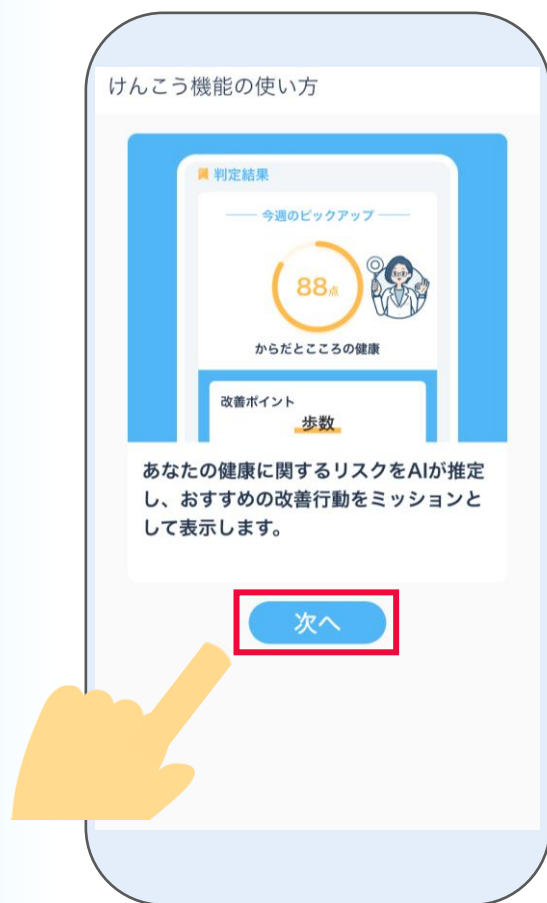 けんこう機能の使い方
判定結果
今週のピックアップ
88点
からだとこころの健康
改善ポイント
歩数
あなたの健康に関するリスクをAIが推定
し、おすすめの改善行動をミッションと
して表示します。
次へ